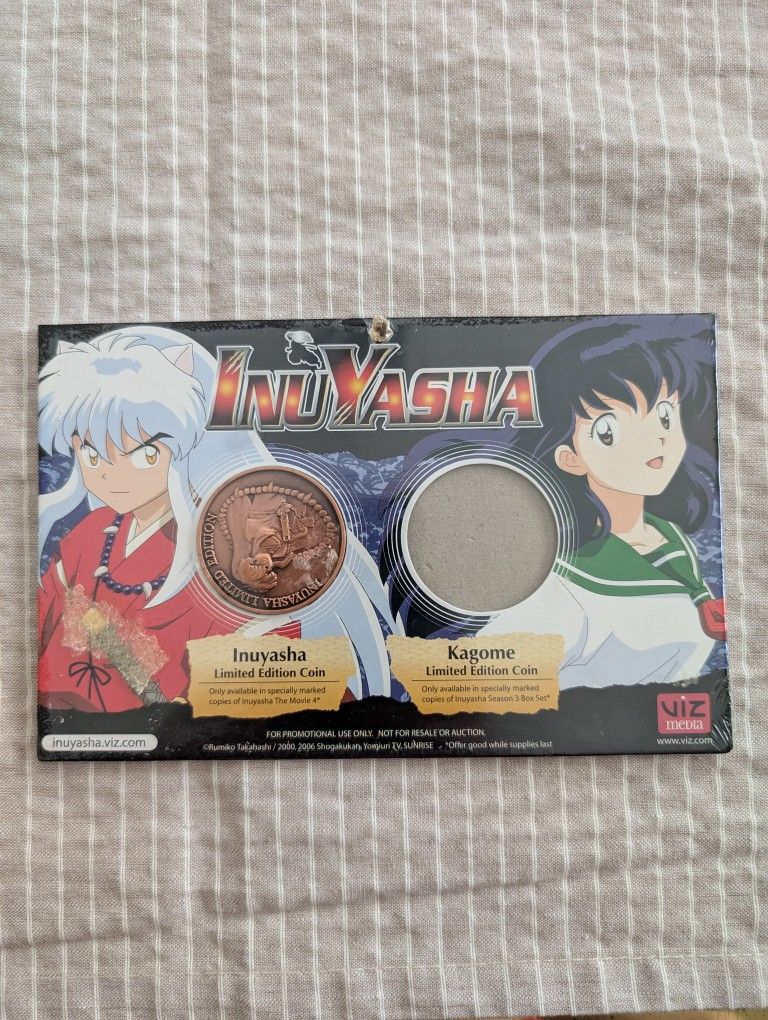 INUYASHA
INUYASHA LIMITED EDITION
Inuyasha
Limited Edition Coin
Only available in specially marked
copies of Inuyasha The Movie 4*
Kagome
Limited Edition Coin
Only available in specially marked
copies of Inuyasha Season 3 Box Set*
VIZ
MEDIA
inuyasha.viz.com
FOR PROMOTIONAL USE ONLY. NOT FOR RESALE OR AUCTION.
©Rumiko Takahashi / 2000, 2006 Shogakukan, Yomiuri TV, SUNRISE - *Offer good while supplies last
www.viz.com